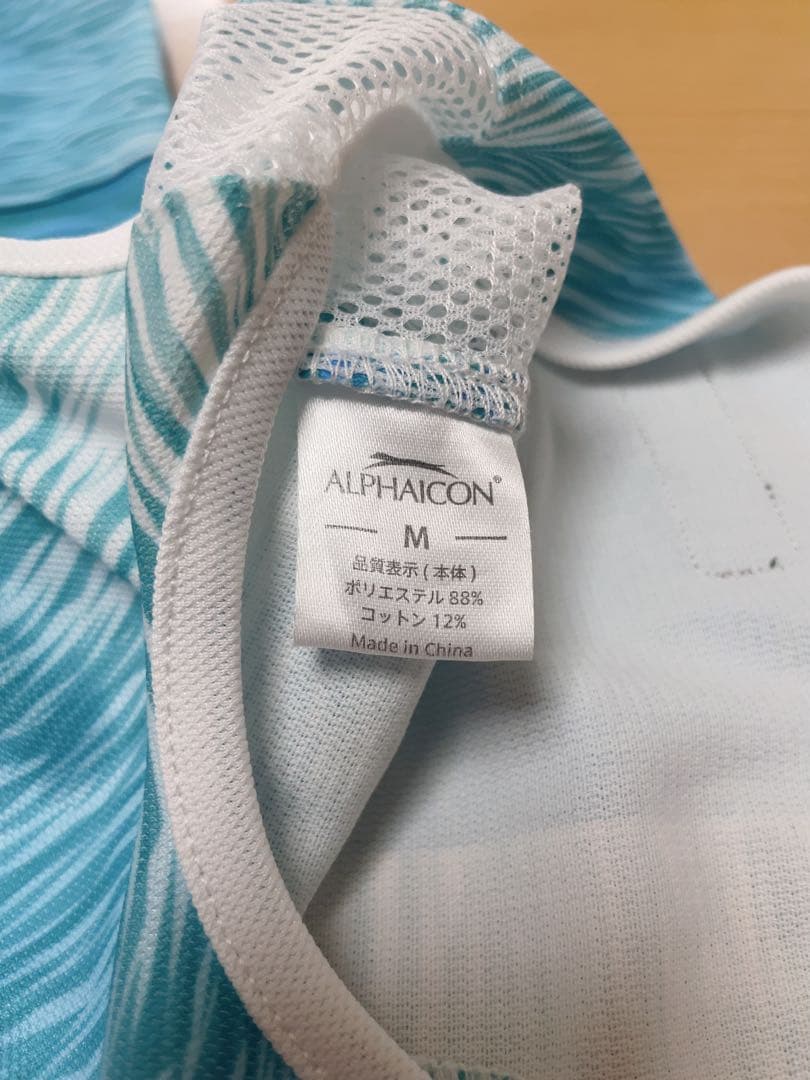 ALPHAICON®
M
品質表示(本体)
ポリエステル 88%
コットン 12%
Made in China